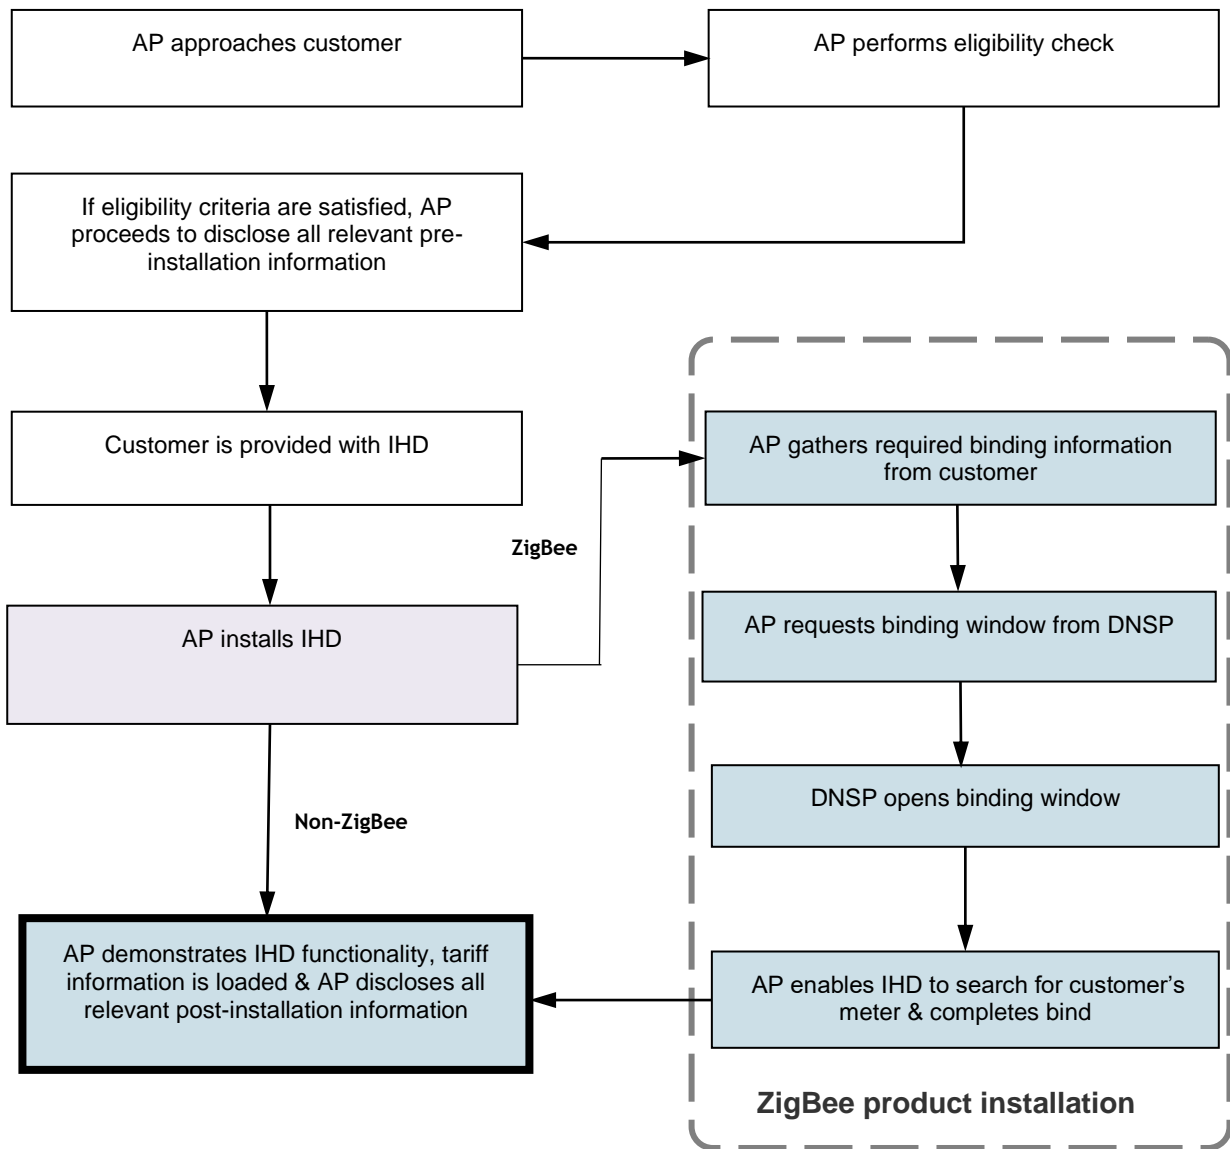 AP approaches customer
AP performs eligibility check
If eligibility criteria are satisfied, AP
proceeds to disclose all relevant pre-
installation information
Customer is provided with IHD
AP gathers required binding information
from customer
ZigBee
AP installs IHD
AP requests binding window from DNSP
DNSP opens binding window
Non-ZigBee
AP demonstrates IHD functionality, tariff
information is loaded & AP discloses all
relevant post-installation information
AP enables IHD to search for customer’s
meter & completes bind
ZigBee product installation